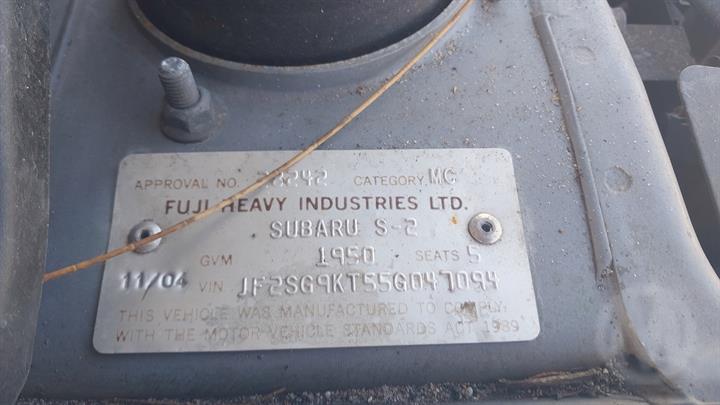 APPROVAL NO. 23242 CATEGORY. MC
FUJI HEAVY INDUSTRIES LTD.
SUBARU S-2
GVM 1950 SEATS 5
11/04 VIN JF2SG9KT55G047094
THIS VEHICLE WAS MANUFACTURED TO COMPLY
WITH THE MOTOR VEHICLE STANDARDS ACT 1989